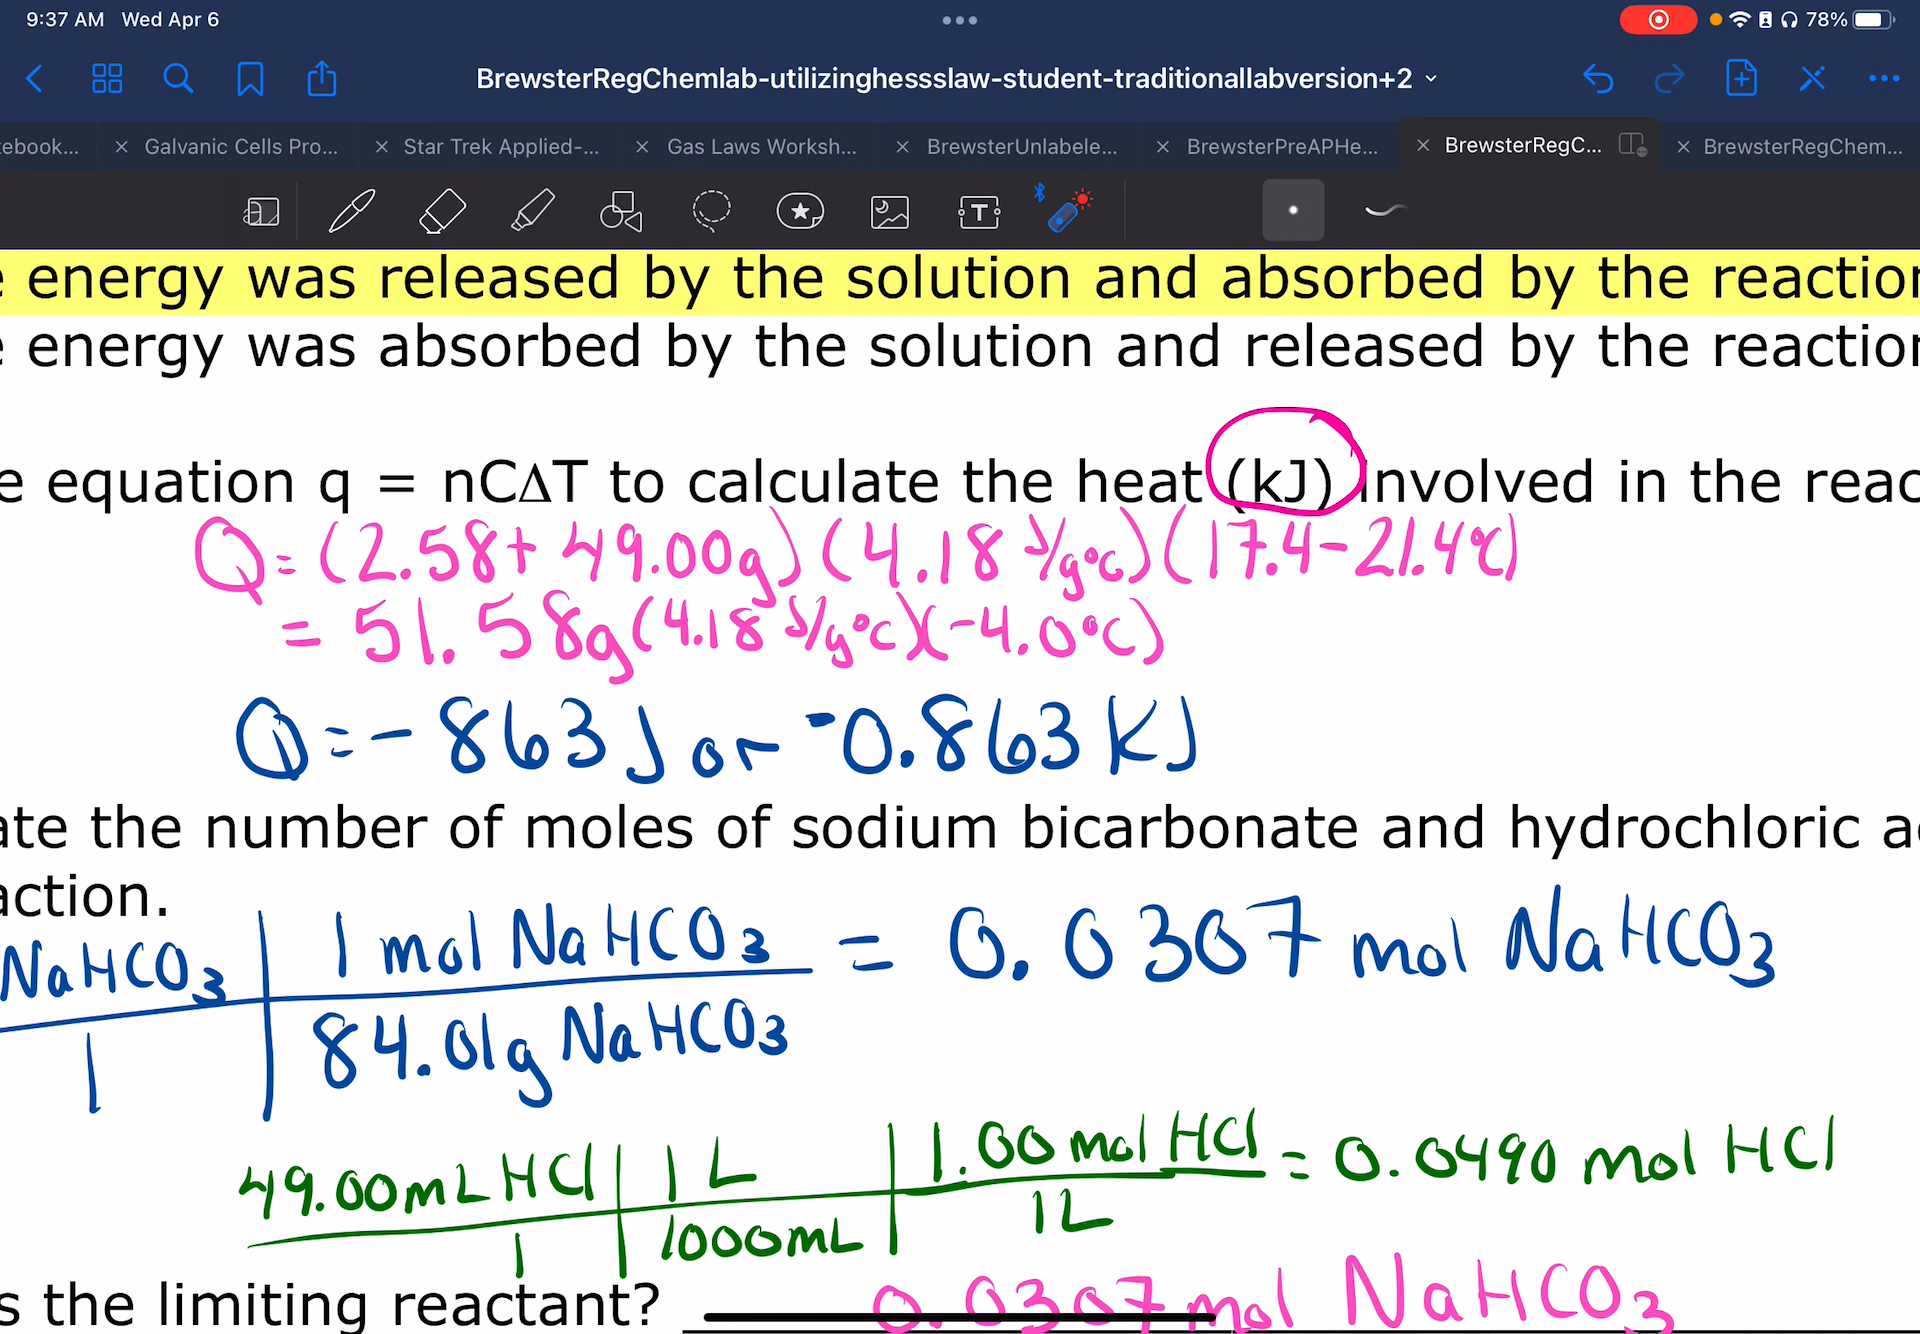 9:37 AM Wed Apr 6
78%
BrewsterRegChemlab-utilizinghessslaw-student-traditionallabversion+2
ebook... × Galvanic Cells Pro... × Star Trek Applied-... × Gas Laws Worksh... × BrewsterUnlabele... × BrewsterPreAPHe... × BrewsterRegC... × BrewsterRegChem...
e energy was released by the solution and absorbed by the reaction
e energy was absorbed by the solution and released by the reaction
e equation q = nCΔT to calculate the heat (kJ) involved in the reac
Q = (2.58 + 49.00g)(4.18 J/g°C)(17.4 - 21.4°C)
= 51.58g(4.18 J/g°C)(-4.0°C)
Q = -863 J or -0.863 KJ
ate the number of moles of sodium bicarbonate and hydrochloric a
action.
NaHCO3 | 1 mol NaHCO3 = 0.0307 mol NaHCO3
1 | 84.01g NaHCO3
49.00mL HCl | 1 L | 1.00 mol HCl = 0.0490 mol HCl
1 | 1000mL | 1L
s the limiting reactant? 0.0307 mol NaHCO3